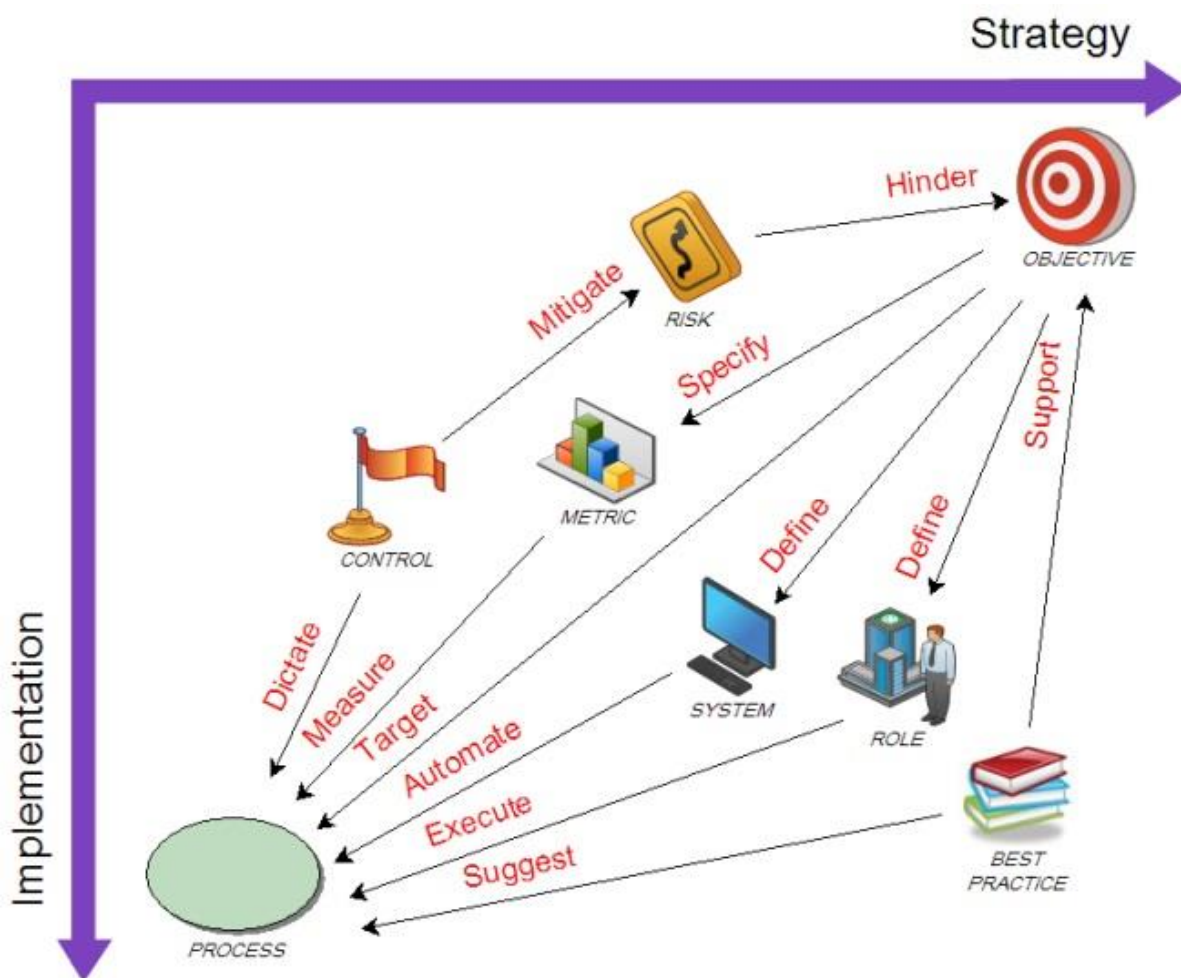 Strategy
Hinder
OBJECTIVE
Mitigate
RISK
Specify
Support
METRIC
CONTROL
Define
Define
Dictate
Measure
Target
SYSTEM
ROLE
Automate
Execute
Suggest
BEST
PRACTICE
PROCESS
Implementation